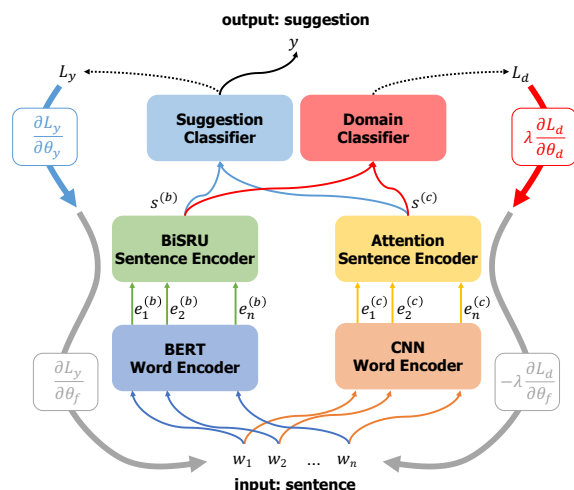 output: suggestion
y
L_y
L_d
Suggestion
Classifier
Domain
Classifier
∂L_y
∂θ_y
λ ∂L_d
∂θ_d
s^(b)
s^(c)
BiSRU
Sentence Encoder
Attention
Sentence Encoder
e_1^(b) e_2^(b) e_n^(b)
e_1^(c) e_2^(c) e_n^(c)
BERT
Word Encoder
CNN
Word Encoder
∂L_y
∂θ_f
−λ ∂L_d
∂θ_f
w_1 w_2 ... w_n
input: sentence